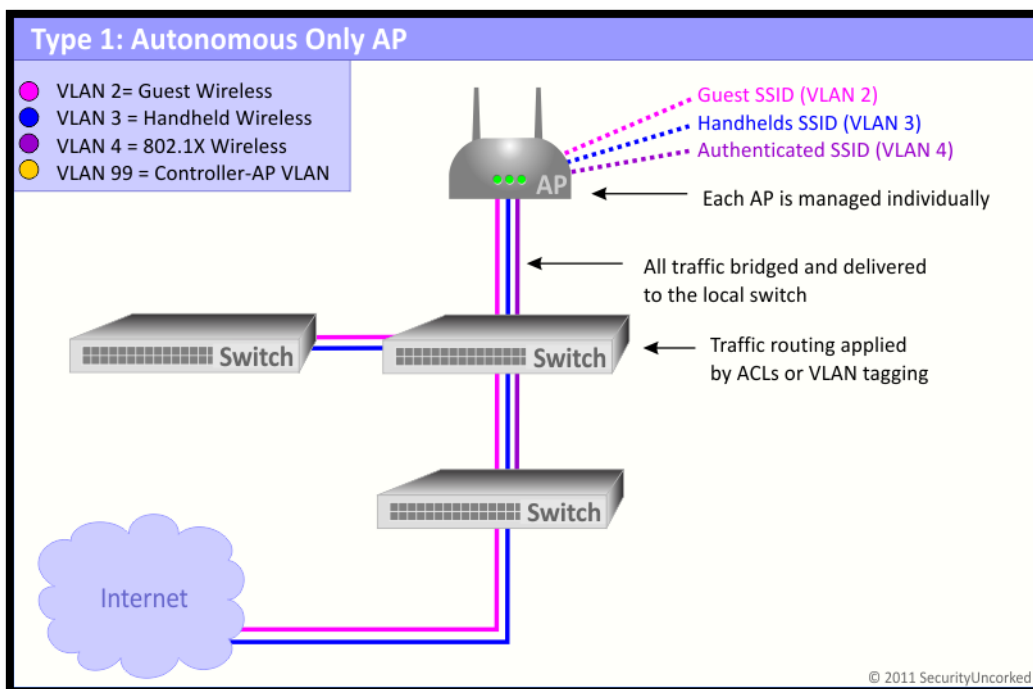 Type 1: Autonomous Only AP
VLAN 2= Guest Wireless
VLAN 3 = Handheld Wireless
VLAN 4 = 802.1X Wireless
VLAN 99 = Controller-AP VLAN
Guest SSID (VLAN 2)
Handhelds SSID (VLAN 3)
Authenticated SSID (VLAN 4)
AP
Each AP is managed individually
All traffic bridged and delivered
to the local switch
Switch
Switch
Traffic routing applied
by ACLs or VLAN tagging
Switch
Internet
© 2011 SecurityUncorked